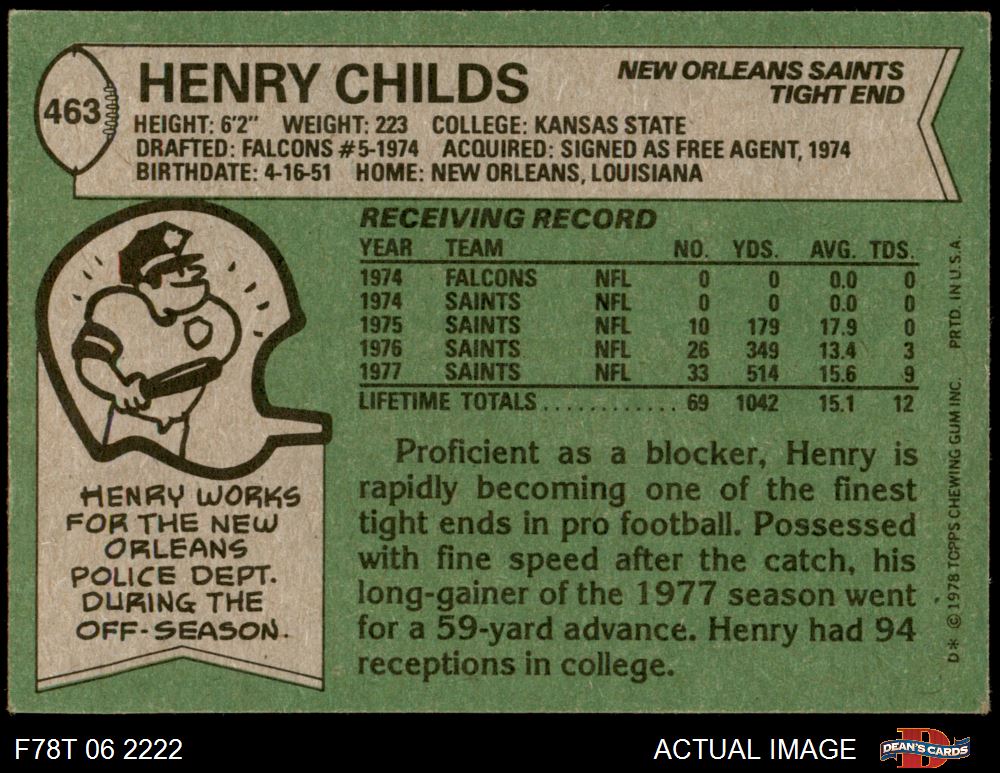 463
HENRY CHILDS
NEW ORLEANS SAINTS
TIGHT END
HEIGHT: 6'2" WEIGHT: 223 COLLEGE: KANSAS STATE
DRAFTED: FALCONS #5-1974 ACQUIRED: SIGNED AS FREE AGENT, 1974
BIRTHDATE: 4-16-51 HOME: NEW ORLEANS, LOUISIANA
RECEIVING RECORD
YEAR TEAM NO. YDS. AVG. TDS.
1974 FALCONS NFL 0 0 0.0 0
1974 SAINTS NFL 0 0 0.0 0
1975 SAINTS NFL 10 179 17.9 0
1976 SAINTS NFL 26 349 13.4 3
1977 SAINTS NFL 33 514 15.6 9
LIFETIME TOTALS............ 69 1042 15.1 12
HENRY WORKS
FOR THE NEW
ORLEANS
POLICE DEPT.
DURING THE
OFF-SEASON.
Proficient as a blocker, Henry is
rapidly becoming one of the finest
tight ends in pro football. Possessed
with fine speed after the catch, his
long-gainer of the 1977 season went
for a 59-yard advance. Henry had 94
receptions in college.
D* © 1978 TOPPS CHEWING GUM INC. PRTD. IN U.S.A.
F78T 06 2222
ACTUAL IMAGE
DEAN'S CARDS